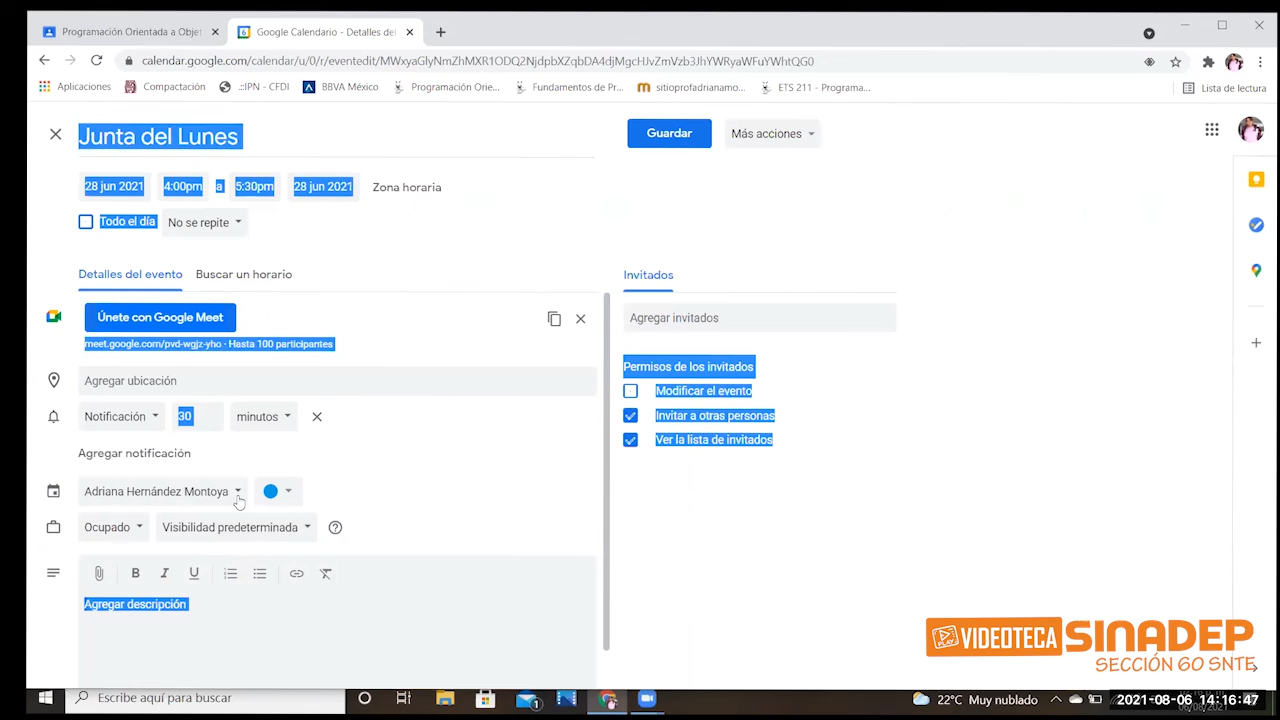 Programación Orientada a Obje
Google Calendario - Detalles del
calendar.google.com/calendar/u/0/r/eventedit/MWxyaGlyNmZhMXR1ODQ2NjdpbXZqbDA4djMgcHJvZmVzb3JhYWRyaWFuYWhtQG0
Aplicaciones
Compactación
.::IPN - CFDI
BBVA México
Programación Orie...
Fundamentos de Pr...
sitioprofadrianamo...
ETS 211 - Programa...
Lista de lectura
Junta del Lunes
Guardar
Más acciones
28 jun 2021 4:00pm a 5:30pm 28 jun 2021 Zona horaria
Todo el día No se repite
Detalles del evento Buscar un horario
Invitados
Únete con Google Meet
meet.google.com/pvd-wgjz-yho · Hasta 100 participantes
Agregar invitados
Agregar ubicación
Permisos de los invitados
Modificar el evento
Invitar a otras personas
Ver la lista de invitados
Notificación 30 minutos
Agregar notificación
Adriana Hernández Montoya
Ocupado Visibilidad predeterminada
B I U
Agregar descripción
VIDEOTECA SINADEP
SECCIÓN 60 SNTE
Escribe aquí para buscar
1
22°C Muy nublado
2021-08-06 14:16:47